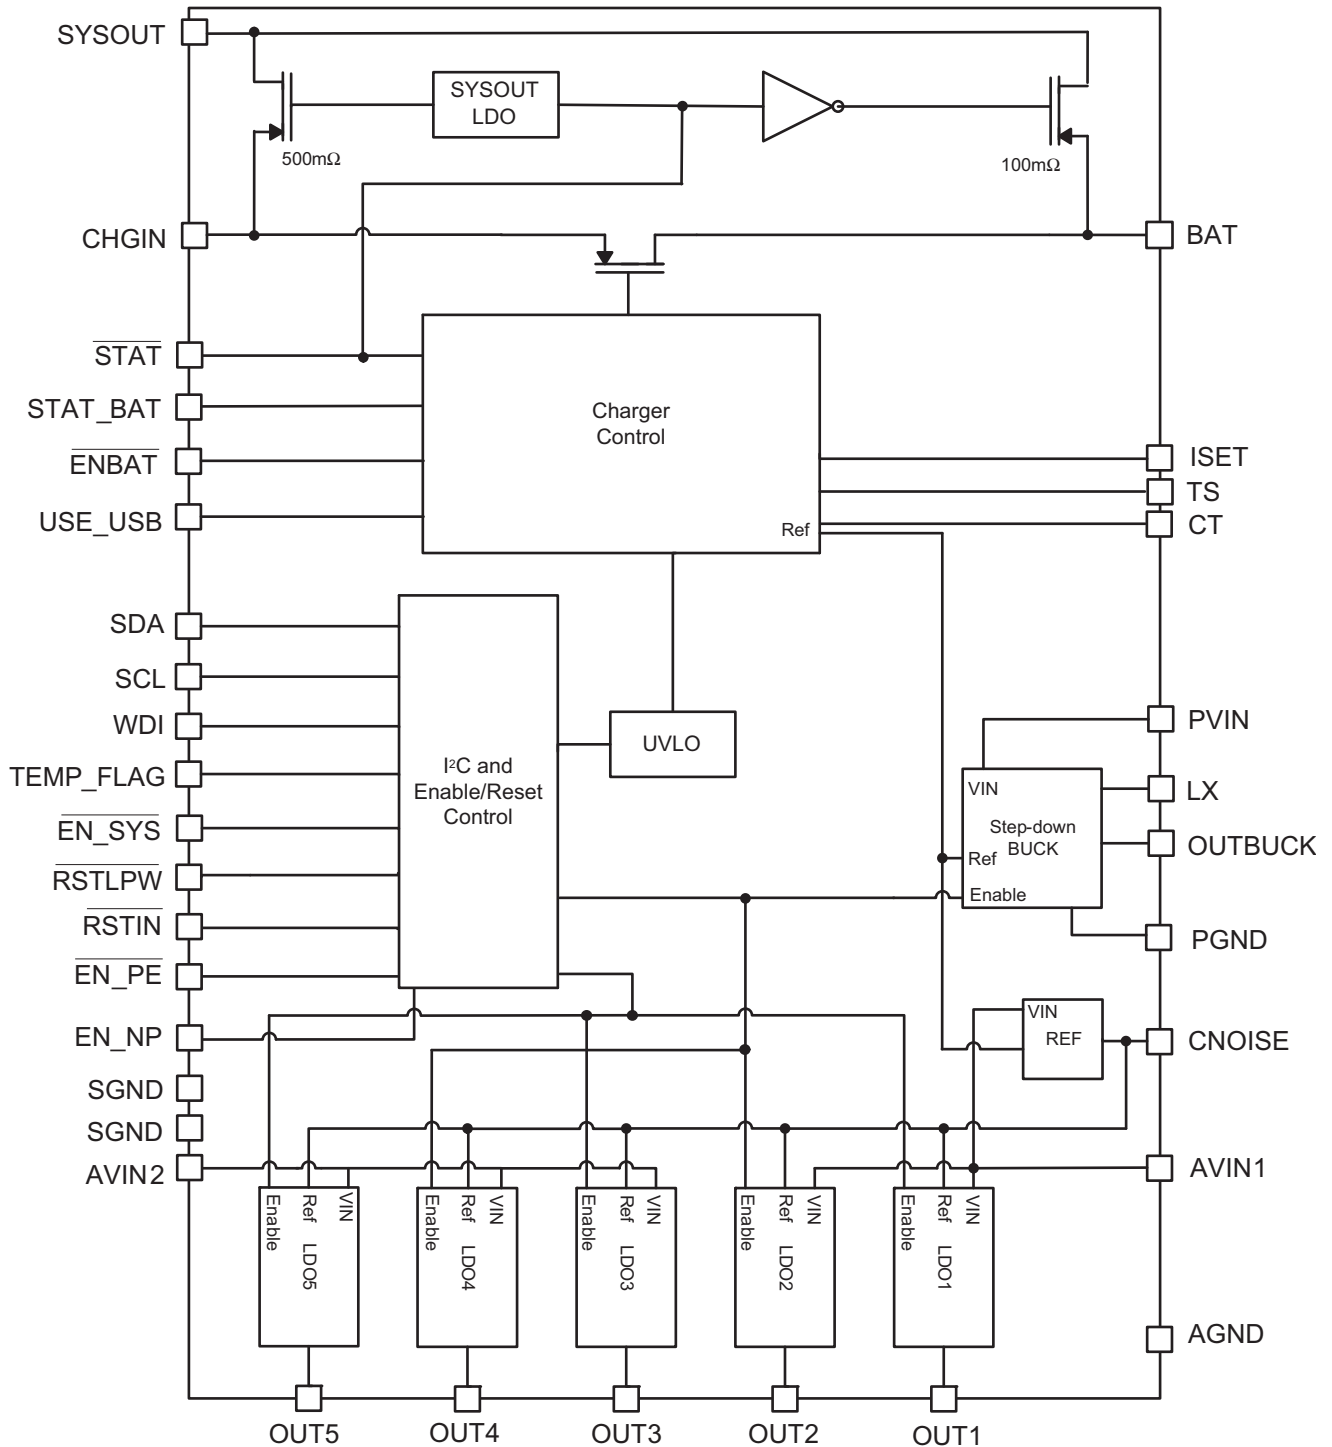 SYSOUT
SYSOUT
LDO
500mΩ
100mΩ
CHGIN
BAT
STAT
STAT_BAT
ENBAT
USE_USB
Charger
Control
Ref
ISET
TS
CT
SDA
SCL
WDI
TEMP_FLAG
EN_SYS
RSTLPW
RSTIN
EN_PE
EN_NP
SGND
SGND
AVIN2
I²C and
Enable/Reset
Control
UVLO
VIN
Step-down
BUCK
Ref
Enable
PVIN
LX
OUTBUCK
PGND
VIN
REF
CNOISE
AVIN1
AGND
Enable
Ref
VIN
LDO5
Enable
Ref
VIN
LDO4
Enable
Ref
VIN
LDO3
Enable
Ref
VIN
LDO2
Enable
Ref
VIN
LDO1
OUT5
OUT4
OUT3
OUT2
OUT1